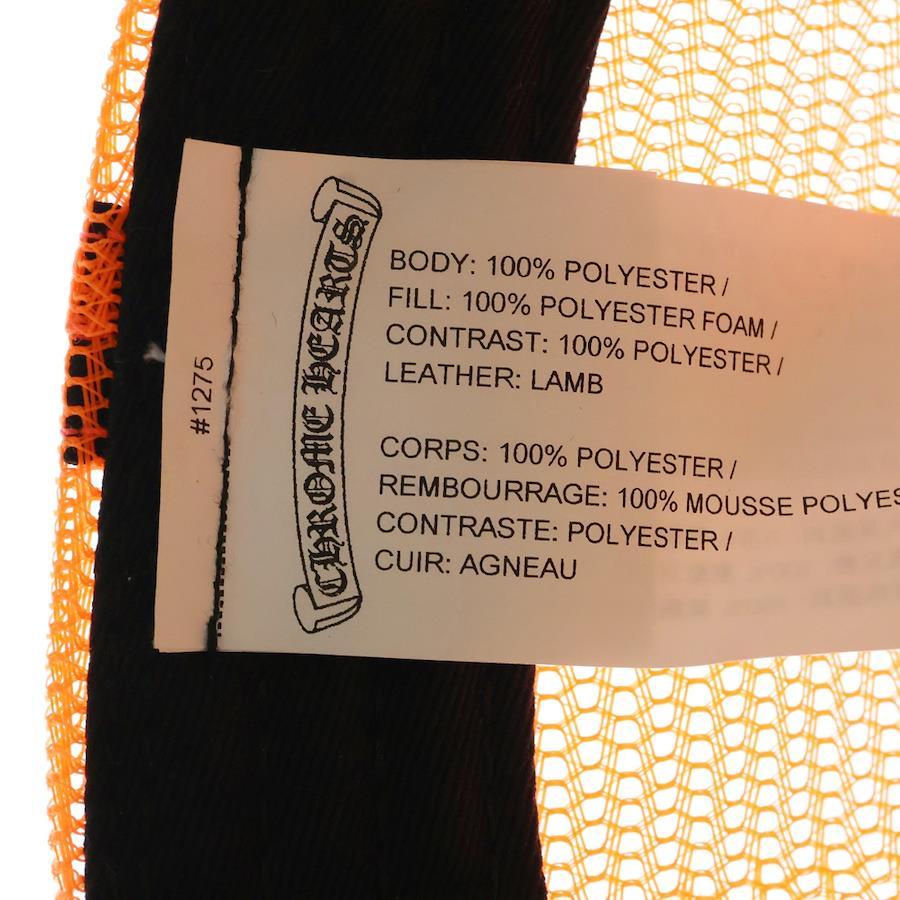 #1275
CHROME HEARTS
BODY: 100% POLYESTER /
FILL: 100% POLYESTER FOAM /
CONTRAST: 100% POLYESTER /
LEATHER: LAMB
CORPS: 100% POLYESTER /
REMBOURRAGE: 100% MOUSSE
CONTRASTE: POLYESTER /
CUIR: AGNEAU